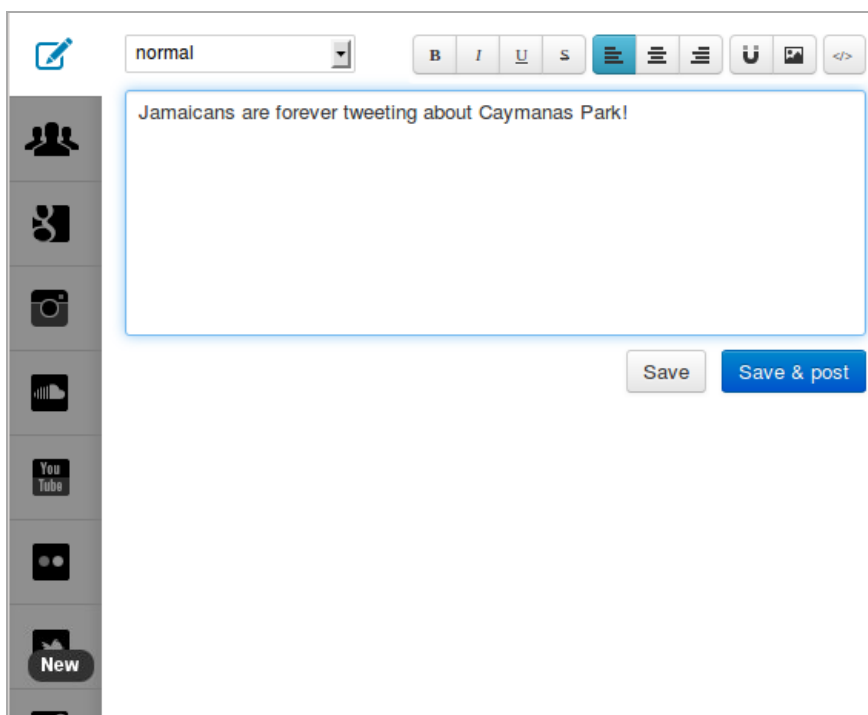 normal
B I U S </>
Jamaicans are forever tweeting about Caymanas Park!
Save Save & post
You
Tube
New